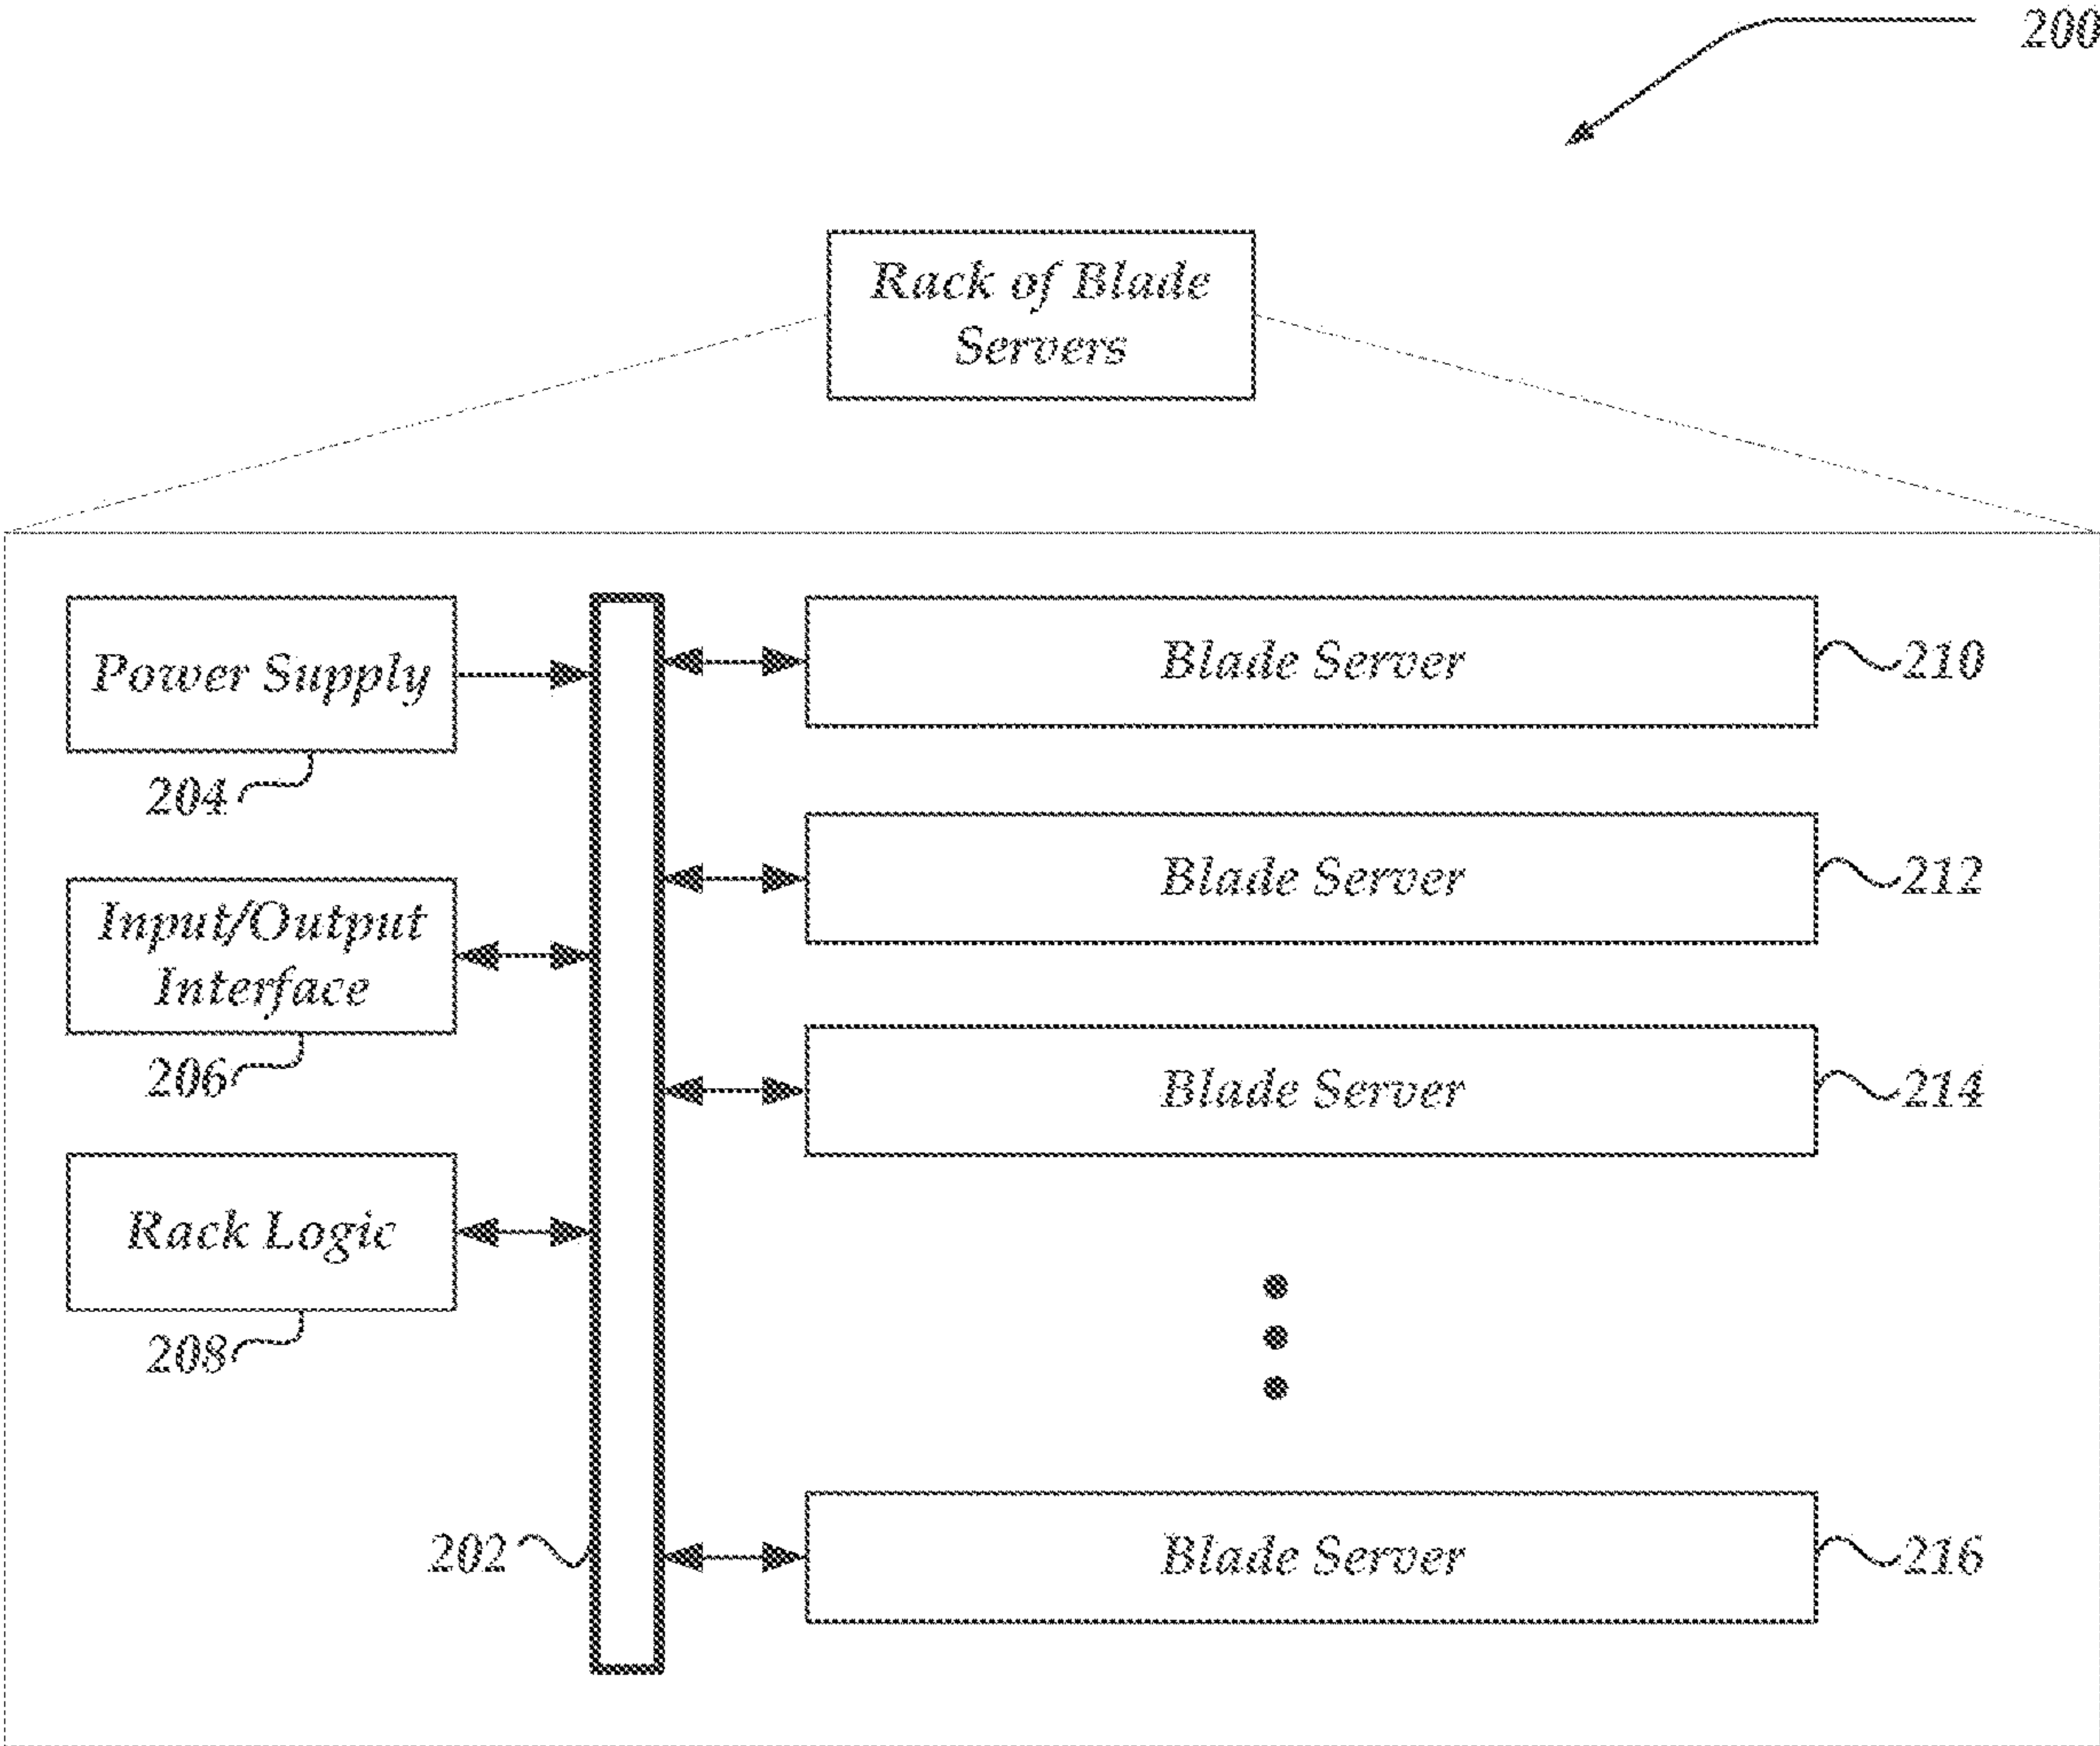 200
Rack of Blade
Servers
Power Supply
204
Input/Output
Interface
206
Rack Logic
208
202
Blade Server
210
Blade Server
212
Blade Server
214
Blade Server
216